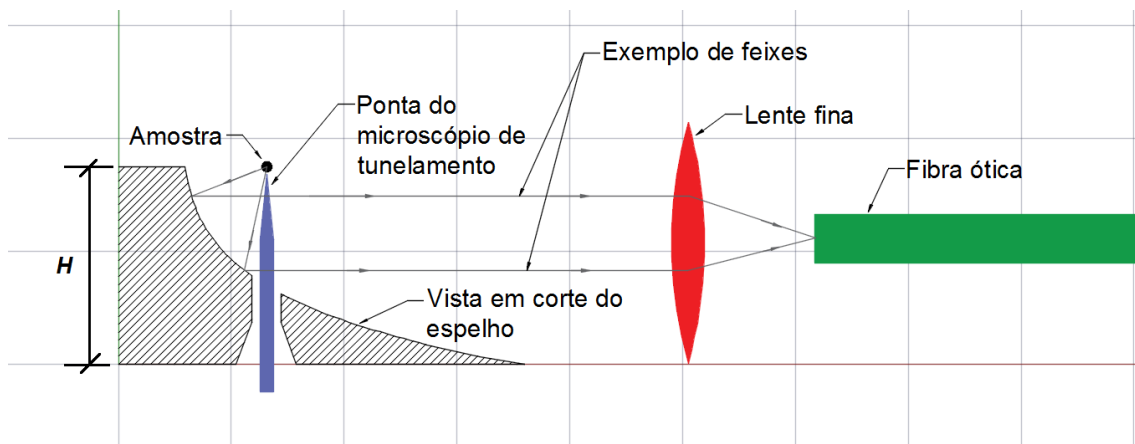 Exemplo de feixes
Ponta do
microscópio de
tunelamento
Lente fina
Amostra
Fibra ótica
H
Vista em corte do
espelho